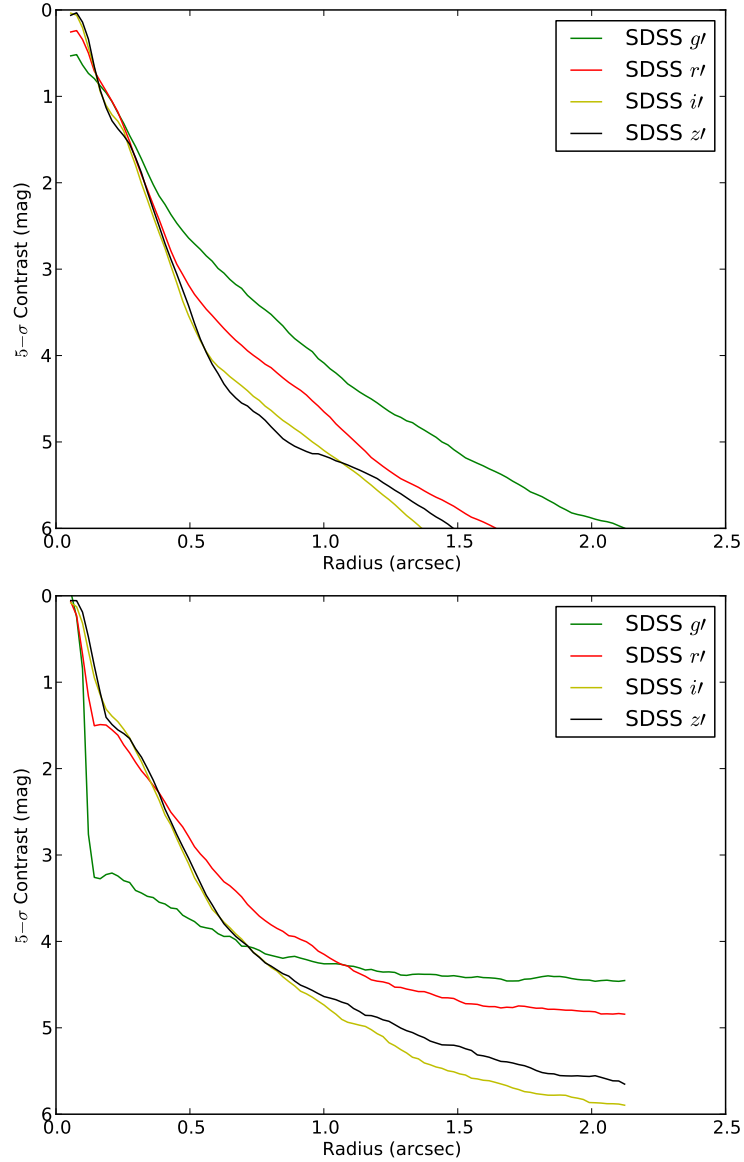 0
1
2
3
4
5
6
5−σ Contrast (mag)
SDSS g′
SDSS r′
SDSS i′
SDSS z′
0.0 0.5 1.0 1.5 2.0 2.5
Radius (arcsec)
0
1
2
3
4
5
6
5−σ Contrast (mag)
SDSS g′
SDSS r′
SDSS i′
SDSS z′
0.0 0.5 1.0 1.5 2.0 2.5
Radius (arcsec)